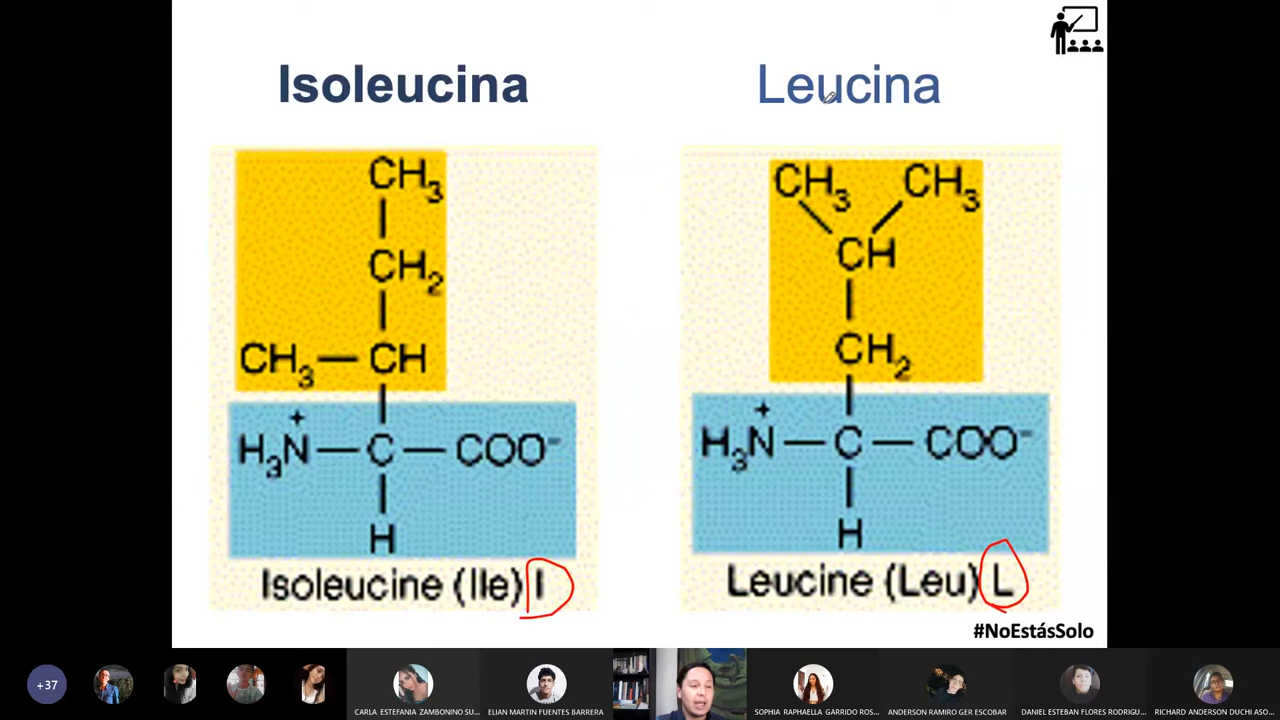 Isoleucina
Leucina
CH3
CH2
CH3 CH
H3N+ C COO-
H
Isoleucine (Ile) I
CH3 CH3
CH
CH2
H3N+ C COO-
H
Leucine (Leu) L
#NoEstásSolo
+37
CARLA ESTEFANIA ZAMBONINO SU...
ELIAN MARTIN FUENTES BARRERA
SOPHIA RAPHAELLA GARRIDO ROS...
ANDERSON RAMIRO GER ESCOBAR
DANIEL ESTEBAN FLORES RODRIGU...
RICHARD ANDERSON DUCHI ASO...